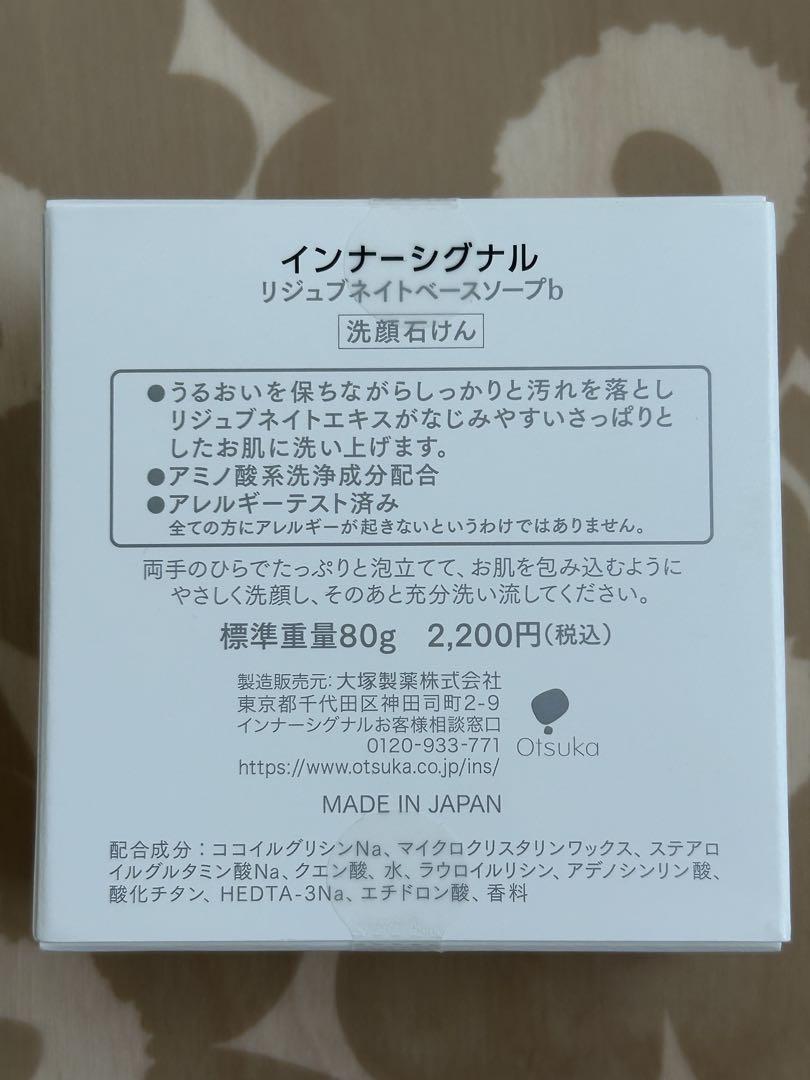 インナーシグナル
リジュブネイトベースソープb
洗顔石けん
●うるおいを保ちながらしっかりと汚れを落とし
リジュブネイトエキスがなじみやすいさっぱりと
したお肌に洗い上げます。
●アミノ酸系洗浄成分配合
●アレルギーテスト済み
全ての方にアレルギーが起きないというわけではありません。
両手のひらでたっぷりと泡立てて、お肌を包み込むように
やさしく洗顔し、そのあと充分洗い流してください。
標準重量80g 2,200円(税込)
製造販売元:大塚製薬株式会社
東京都千代田区神田司町2-9
インナーシグナルお客様相談窓口
0120-933-771
https://www.otsuka.co.jp/ins/
Otsuka
MADE IN JAPAN
配合成分：ココイルグリシンNa、マイクロクリスタリンワックス、ステアロ
イルグルタミン酸Na、クエン酸、水、ラウロイルリシン、アデノシンリン酸、
酸化チタン、HEDTA-3Na、エチドロン酸、香料